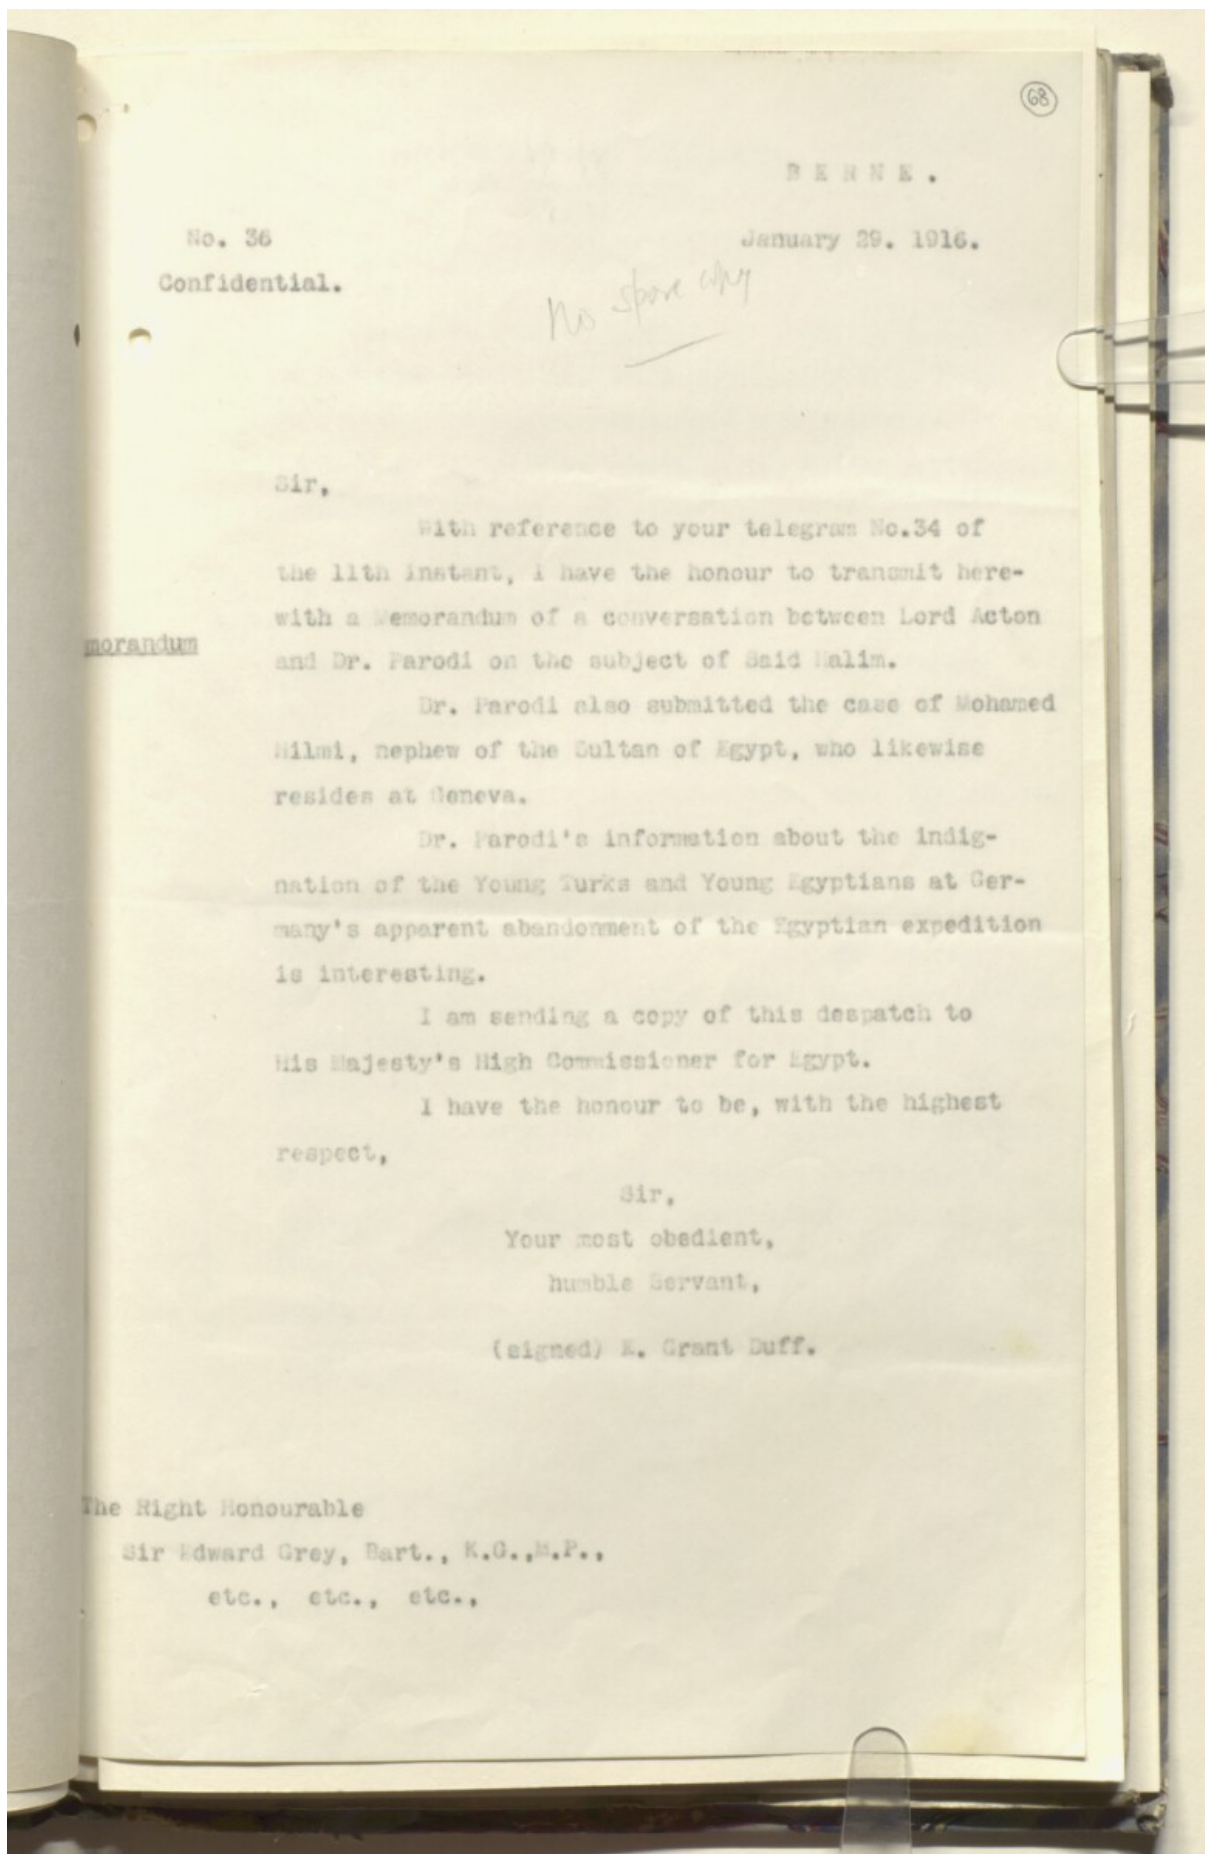 68
BERNE.
No. 36
January 29. 1916.
Confidential.
No spare copy
Sir,
With reference to your telegram No.34 of
the 11th instant, I have the honour to transmit here-
with a Memorandum of a conversation between Lord Acton
morandum
and Dr. Parodi on the subject of Said Halim.
Dr. Parodi also submitted the case of Mohamed
Hilmi, nephew of the Sultan of Egypt, who likewise
resides at Geneva.
Dr. Parodi's information about the indig-
nation of the Young Turks and Young Egyptians at Ger-
many's apparent abandonment of the Egyptian expedition
is interesting.
I am sending a copy of this despatch to
His Majesty's High Commissioner for Egypt.
I have the honour to be, with the highest
respect,
Sir,
Your most obedient,
humble Servant,
(signed) E. Grant Duff.
The Right Honourable
Sir Edward Grey, Bart., K.G.,M.P.,
etc., etc., etc.,